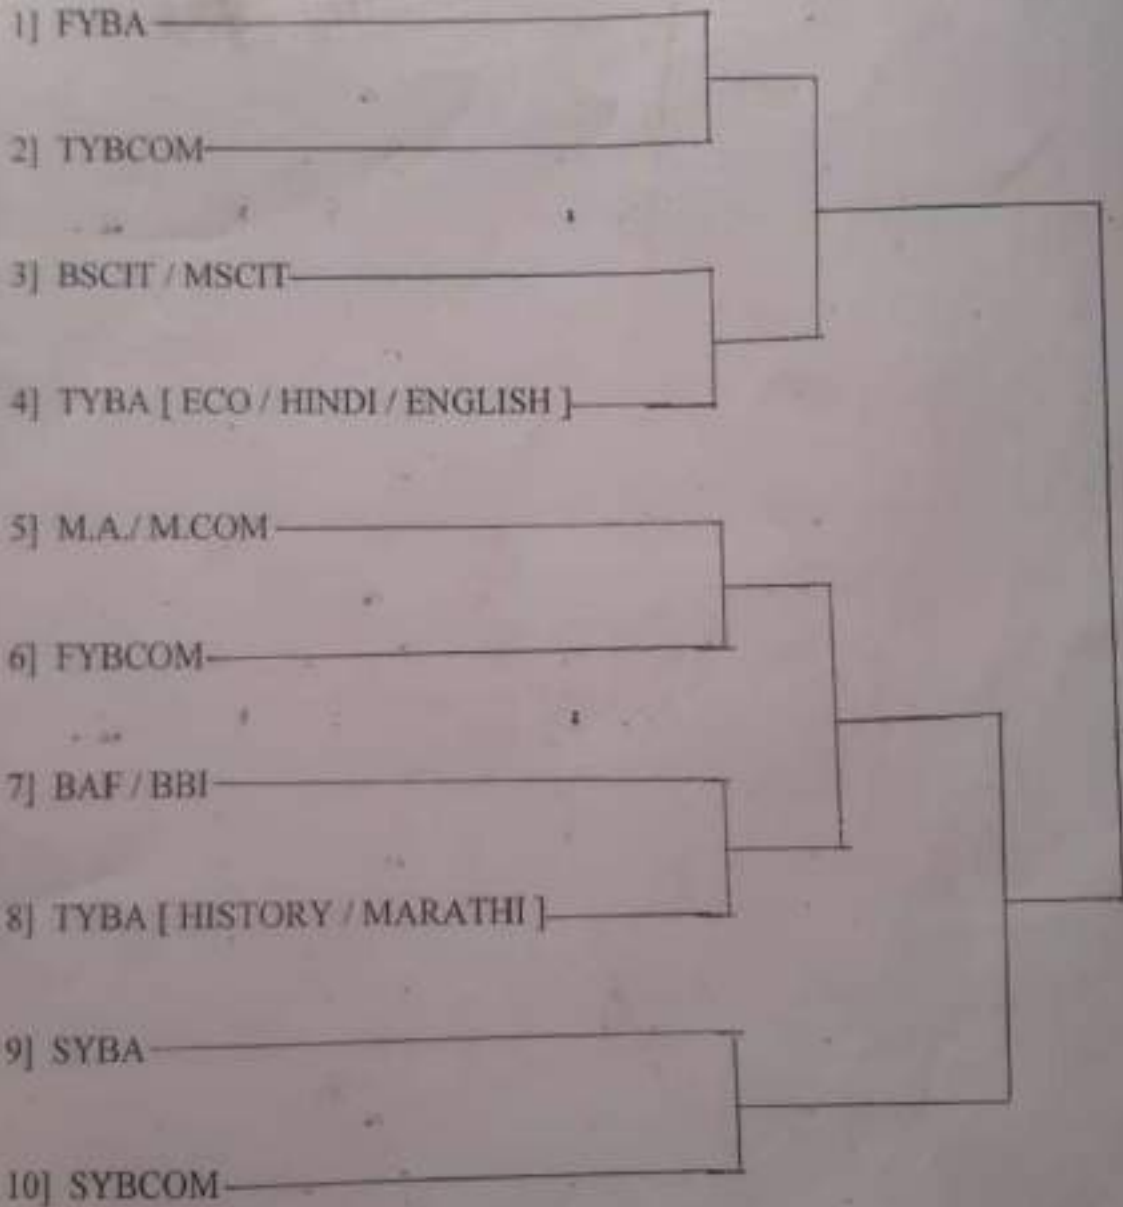 1] FYBA
2] TYBCOM
3] BSCIT / MSCIT
4] TYBA [ ECO / HINDI / ENGLISH ]
5] M.A./ M.COM
6] FYBCOM
7] BAF / BBI
8] TYBA [ HISTORY / MARATHI ]
9] SYBA
10] SYBCOM